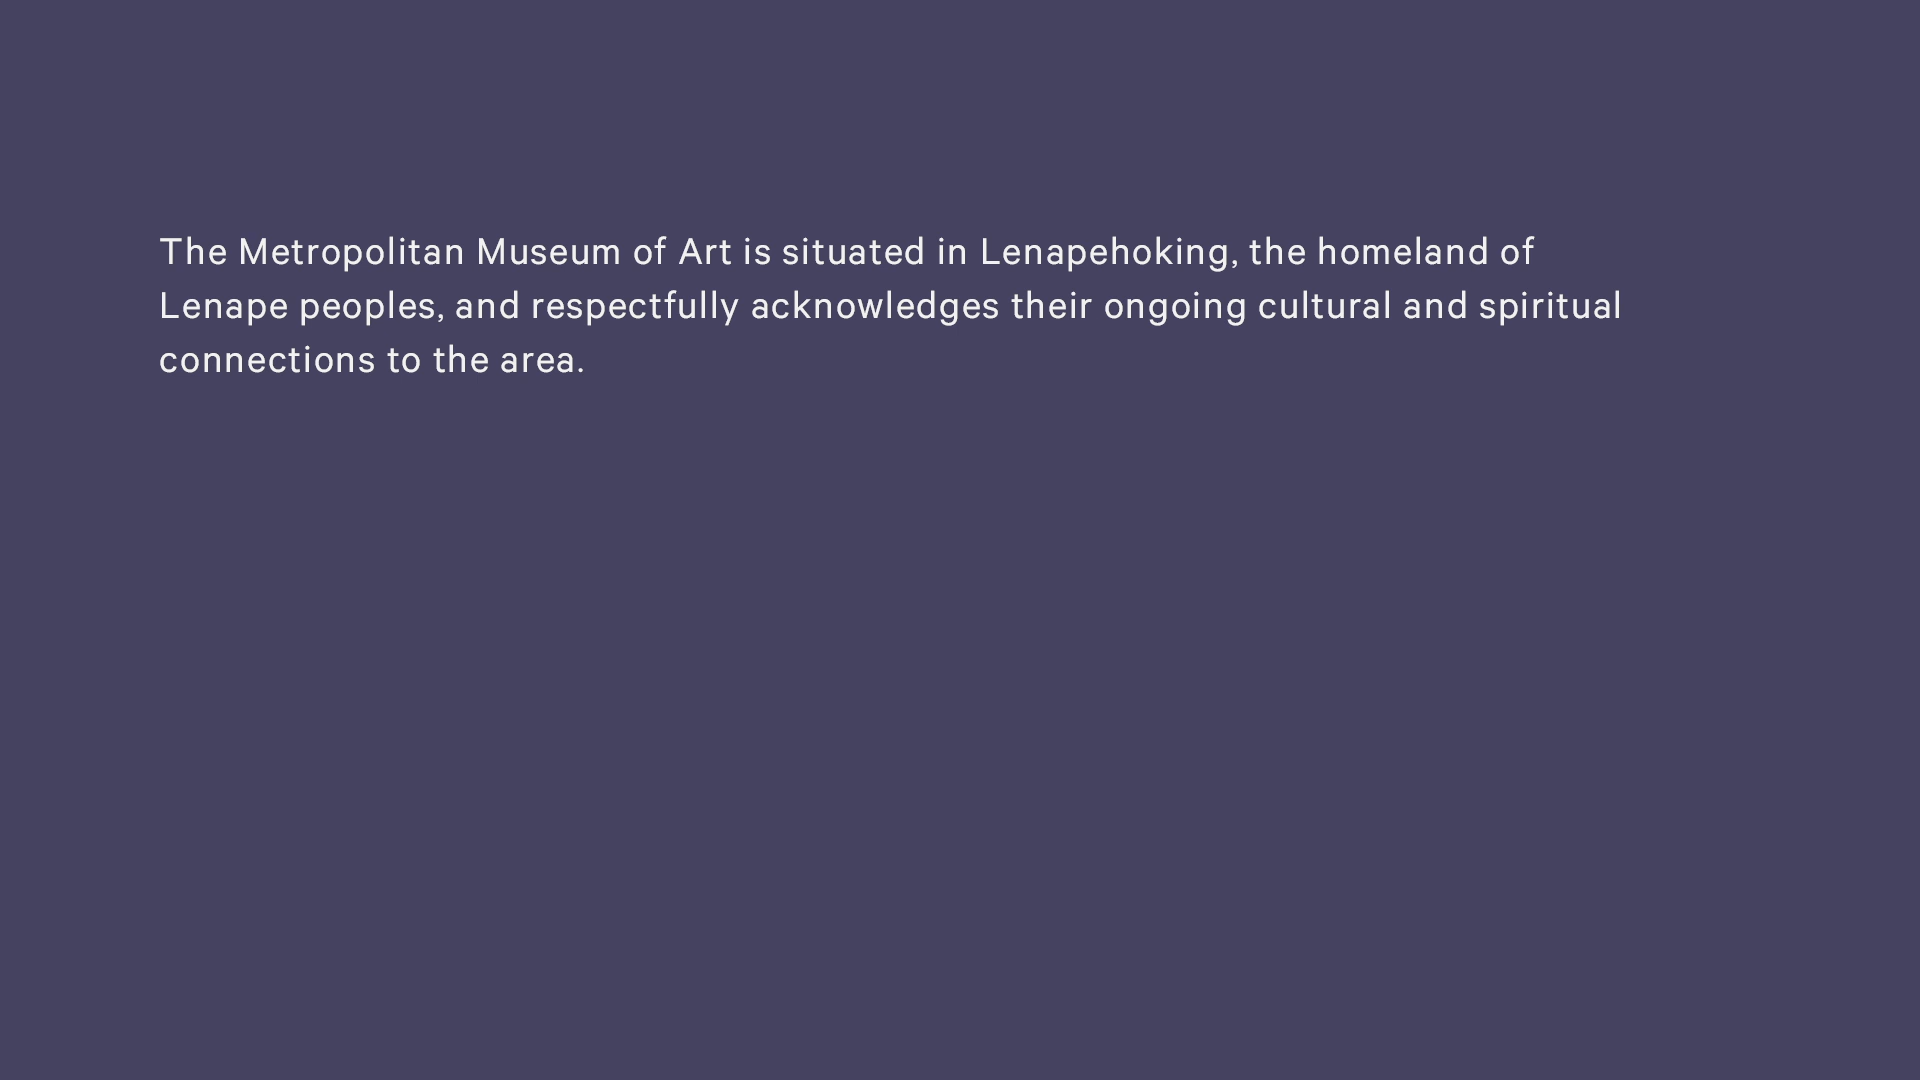 The Metropolitan Museum of Art is situated in Lenapehoking, the homeland of
Lenape peoples, and respectfully acknowledges their ongoing cultural and spiritual
connections to the area.